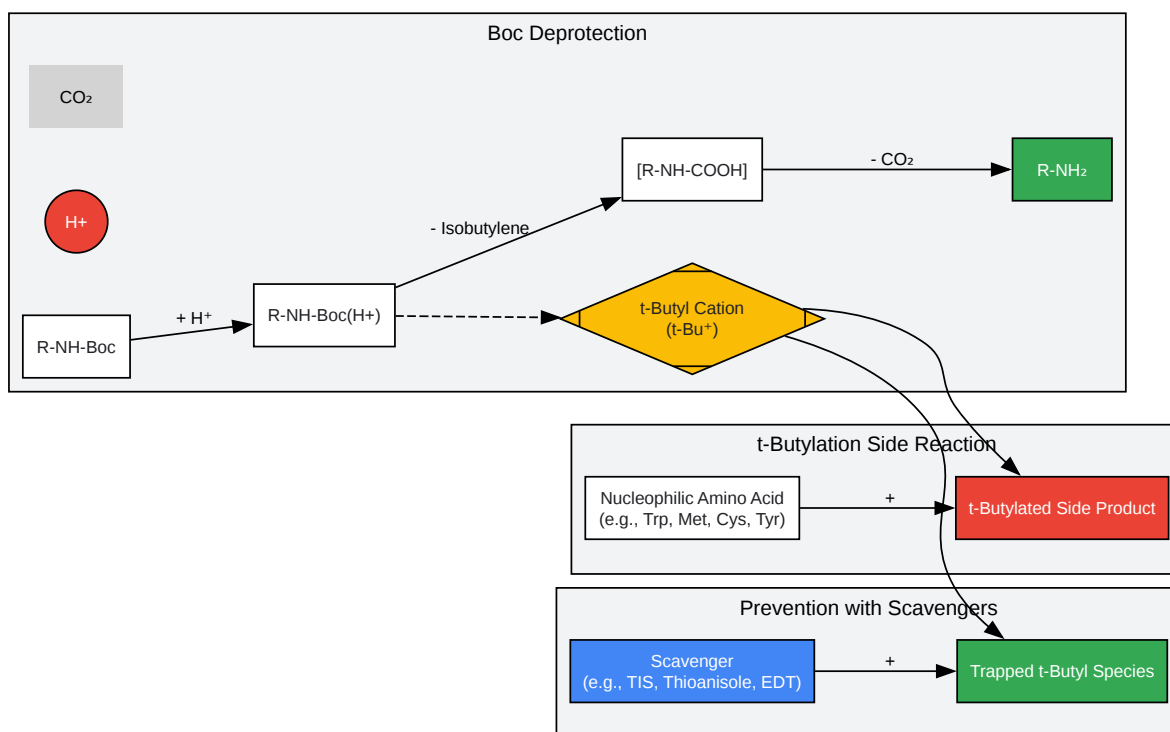 Boc Deprotection
CO₂
H+
R-NH-Boc
+ H⁺
R-NH-Boc(H+)
- Isobutylene
[R-NH-COOH]
- CO₂
R-NH₂
t-Butyl Cation
(t-Bu⁺)
t-Butylation Side Reaction
Nucleophilic Amino Acid
(e.g., Trp, Met, Cys, Tyr)
+
t-Butylated Side Product
Prevention with Scavengers
Scavenger
(e.g., TIS, Thioanisole, EDT)
+
Trapped t-Butyl Species